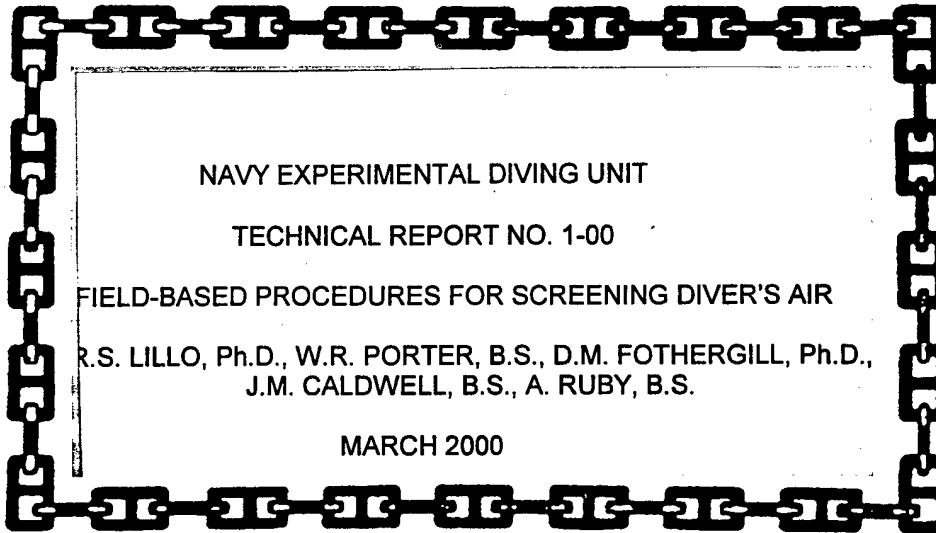 NAVY EXPERIMENTAL DIVING UNIT
TECHNICAL REPORT NO. 1-00
FIELD-BASED PROCEDURES FOR SCREENING DIVER'S AIR
R.S. LILLO, Ph.D., W.R. PORTER, B.S., D.M. FOTHERGILL, Ph.D.,
J.M. CALDWELL, B.S., A. RUBY, B.S.
MARCH 2000